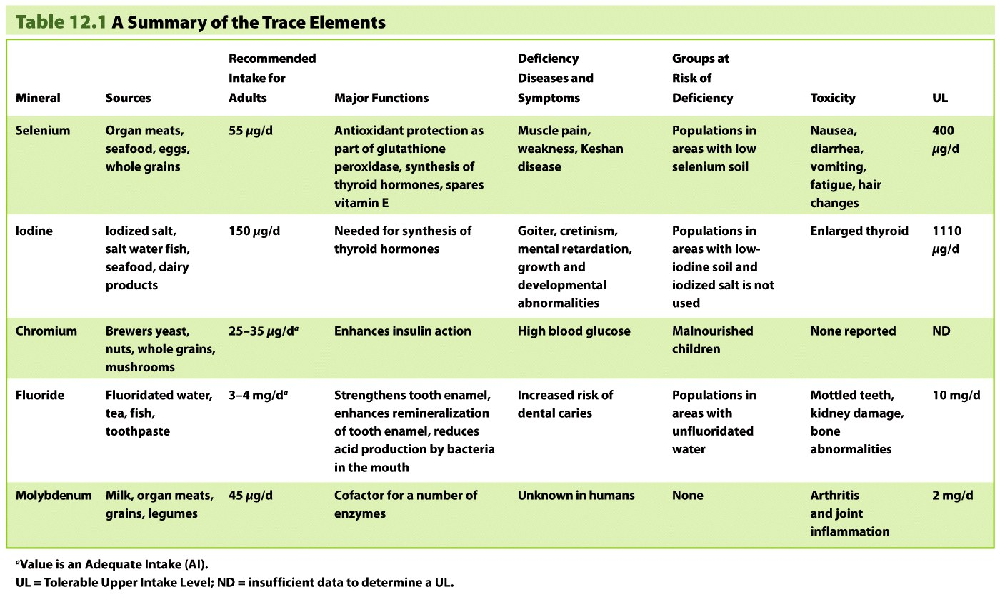 Table 12.1 A Summary of the Trace Elements
Mineral
Sources
Recommended
Intake for
Adults
Major Functions
Deficiency
Diseases and
Symptoms
Groups at
Risk of
Deficiency
Toxicity
UL
Selenium
Organ meats,
seafood, eggs,
whole grains
55 µg/d
Antioxidant protection as
part of glutathione
peroxidase, synthesis of
thyroid hormones, spares
vitamin E
Muscle pain,
weakness, Keshan
disease
Populations in
areas with low
selenium soil
Nausea,
diarrhea,
vomiting,
fatigue, hair
changes
400
µg/d
Iodine
Iodized salt,
salt water fish,
seafood, dairy
products
150 µg/d
Needed for synthesis of
thyroid hormones
Goiter, cretinism,
mental retardation,
growth and
developmental
abnormalities
Populations in
areas with low-
iodine soil and
iodized salt is not
used
Enlarged thyroid
1110
µg/d
Chromium
Brewers yeast,
nuts, whole grains,
mushrooms
25–35 µg/dᵃ
Enhances insulin action
High blood glucose
Malnourished
children
None reported
ND
Fluoride
Fluoridated water,
tea, fish,
toothpaste
3–4 mg/dᵃ
Strengthens tooth enamel,
enhances remineralization
of tooth enamel, reduces
acid production by bacteria
in the mouth
Increased risk of
dental caries
Populations in
areas with
unfluoridated
water
Mottled teeth,
kidney damage,
bone
abnormalities
10 mg/d
Molybdenum
Milk, organ meats,
grains, legumes
45 µg/d
Cofactor for a number of
enzymes
Unknown in humans
None
Arthritis
and joint
inflammation
2 mg/d
ᵃValue is an Adequate Intake (AI).
UL = Tolerable Upper Intake Level; ND = insufficient data to determine a UL.